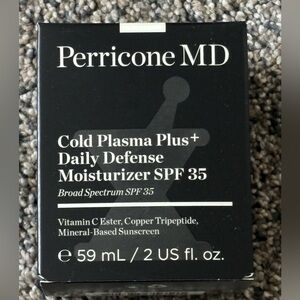 Perricone MD
Cold Plasma Plus+
Daily Defense
Moisturizer SPF 35
Broad Spectrum SPF 35
Vitamin C Ester, Copper Tripeptide,
Mineral-Based Sunscreen
℮ 59 mL / 2 US fl. oz.